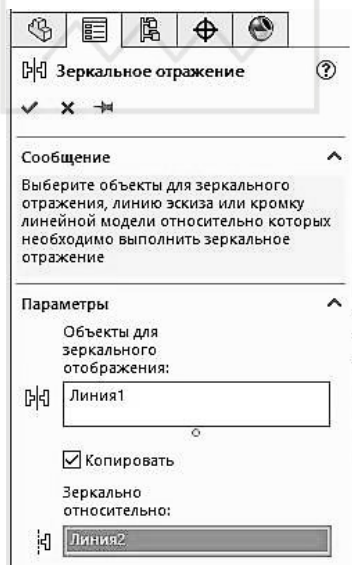 Зеркальное отражение
Сообщение
Выберите объекты для зеркального
отражения, линию эскиза или кромку
линейной модели относительно которых
необходимо выполнить зеркальное
отражение
Параметры
Объекты для
зеркального
отображения:
Линия1
Копировать
Зеркально
относительно:
Линия2